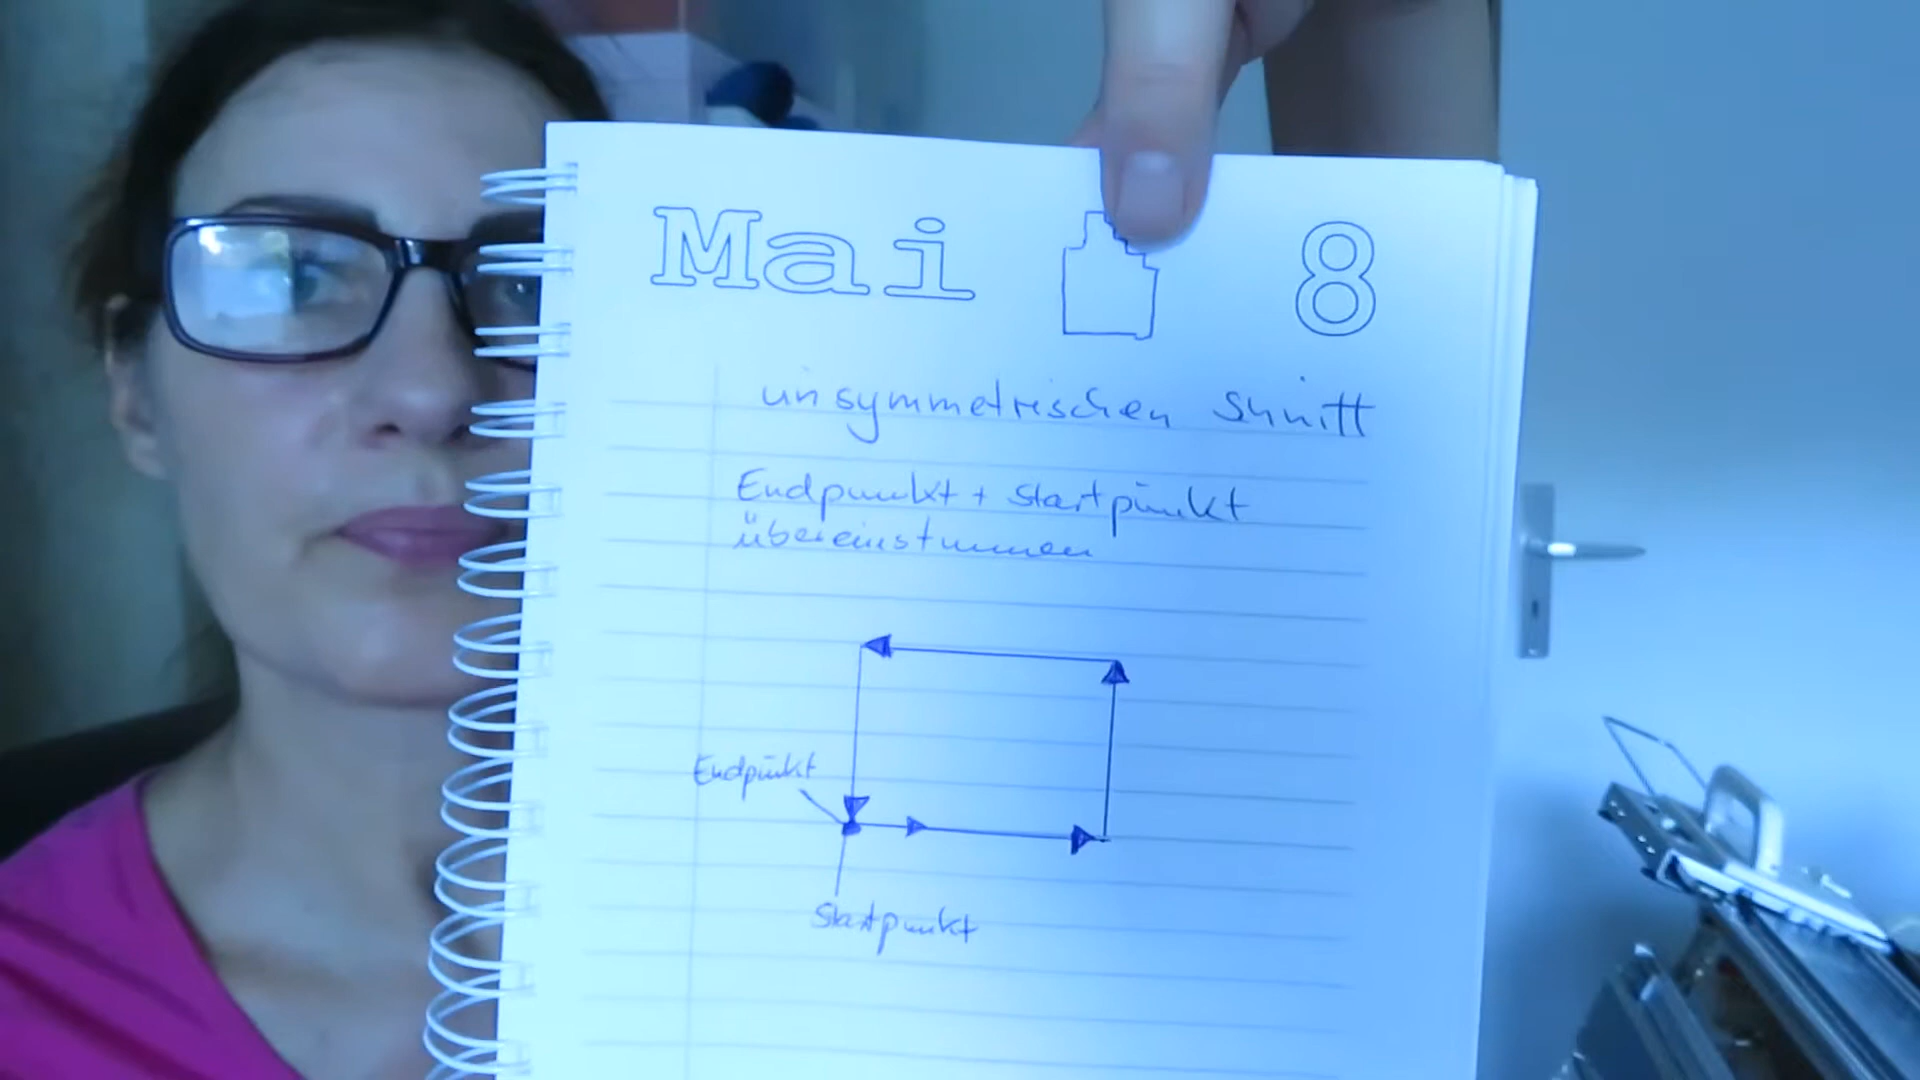 Mai 8
unsymmetrischen Schnitt
Endpunkt + Startpunkt
übereinstimmen
Endpunkt
Startpunkt